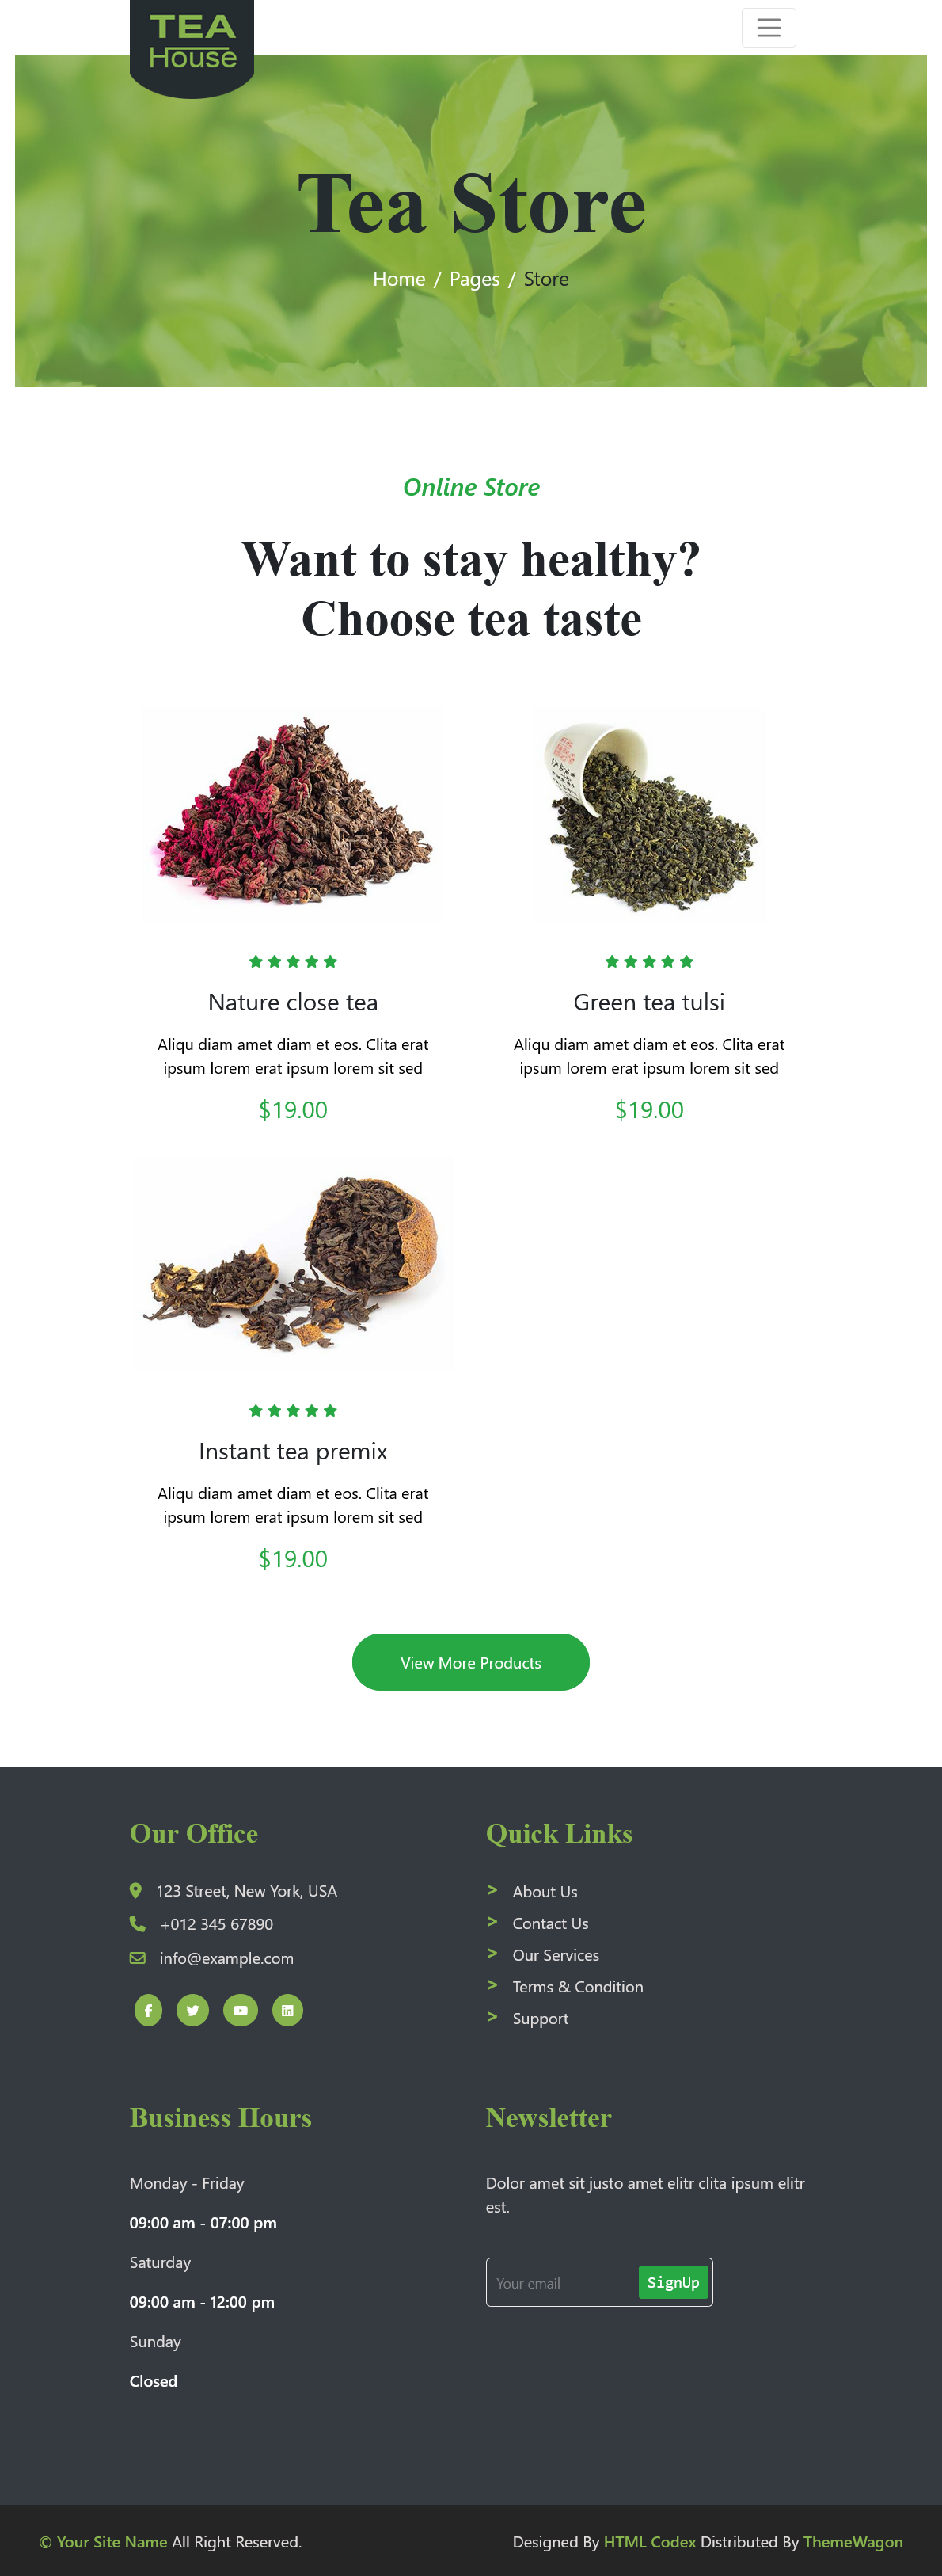 TEA
House
Tea Store
Home / Pages / Store
Online Store
Want to stay healthy?
Choose tea taste
Nature close tea
Aliqu diam amet diam et eos. Clita erat
ipsum lorem erat ipsum lorem sit sed
$19.00
Green tea tulsi
Aliqu diam amet diam et eos. Clita erat
ipsum lorem erat ipsum lorem sit sed
$19.00
Instant tea premix
Aliqu diam amet diam et eos. Clita erat
ipsum lorem erat ipsum lorem sit sed
$19.00
View More Products
Our Office
123 Street, New York, USA
+012 345 67890
info@example.com
Quick Links
> About Us
> Contact Us
> Our Services
> Terms & Condition
> Support
Business Hours
Monday - Friday
09:00 am - 07:00 pm
Saturday
09:00 am - 12:00 pm
Sunday
Closed
Newsletter
Dolor amet sit justo amet elitr clita ipsum elitr
est.
Your email
SignUp
© Your Site Name All Right Reserved.
Designed By HTML Codex Distributed By ThemeWagon